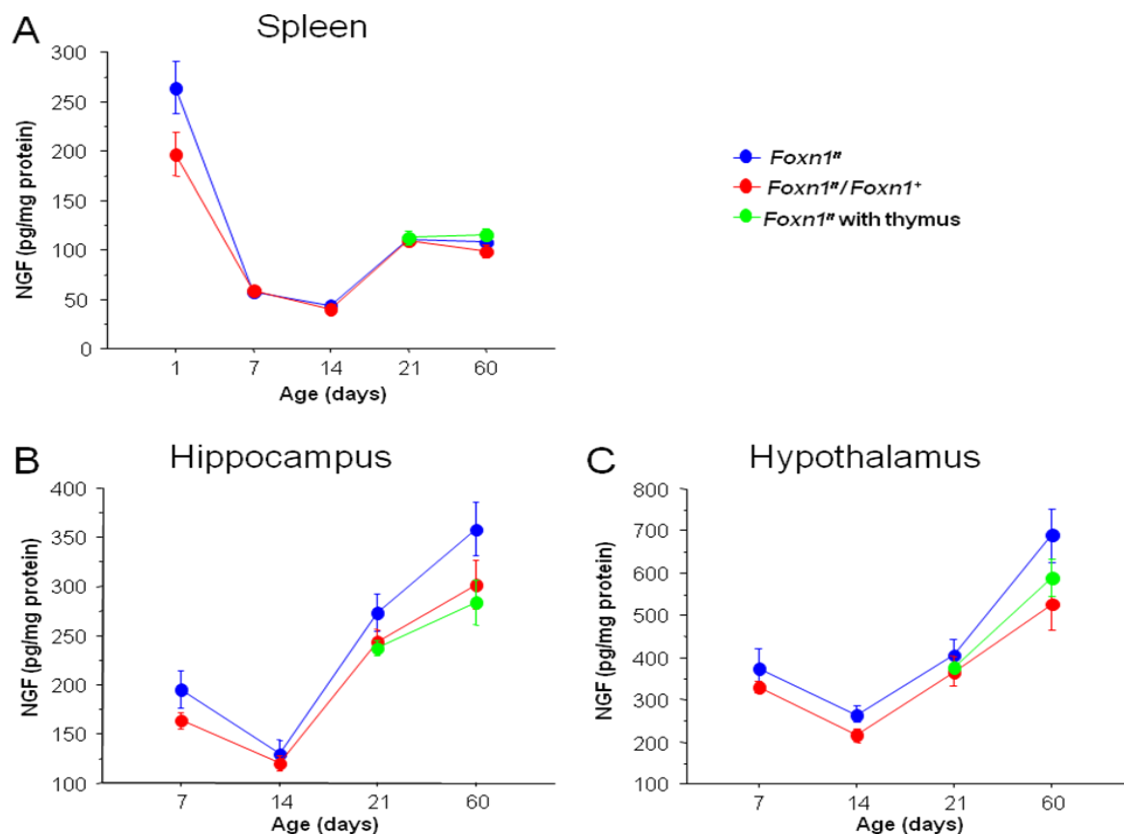 A
Spleen
NGF (pg/mg protein)
300
250
200
150
100
50
0
1 7 14 21 60
Age (days)
Foxn1ⁿ
Foxn1ⁿ/Foxn1⁺
Foxn1ⁿ with thymus
B
Hippocampus
NGF (pg/mg protein)
400
350
300
250
200
150
100
7 14 21 60
Age (days)
C
Hypothalamus
NGF (pg/mg protein)
800
700
600
500
400
300
200
100
7 14 21 60
Age (days)